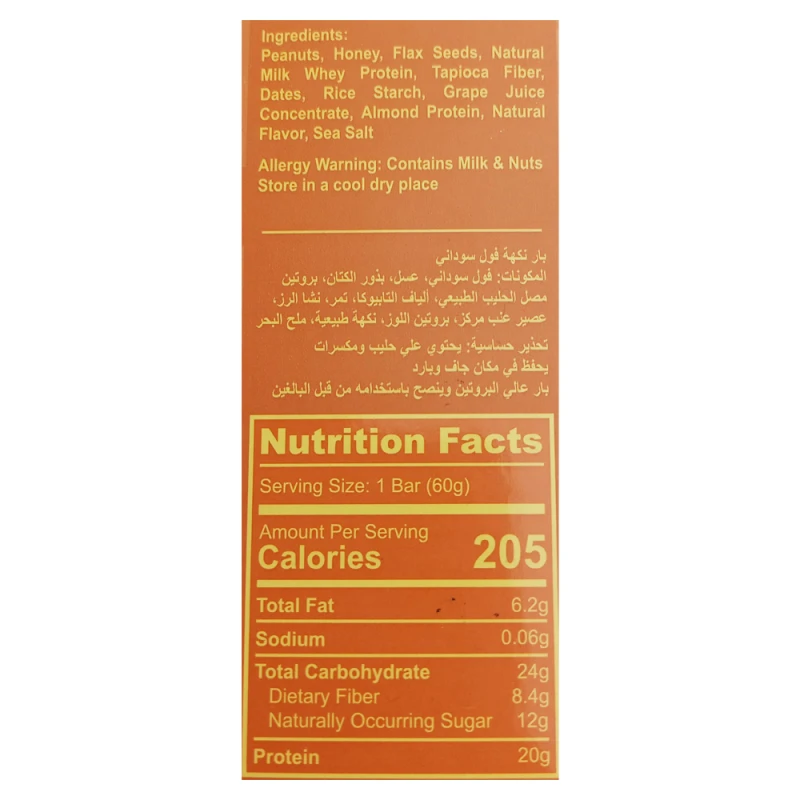 Ingredients:
Peanuts, Honey, Flax Seeds, Natural
Milk Whey Protein, Tapioca Fiber,
Dates, Rice Starch, Grape Juice
Concentrate, Almond Protein, Natural
Flavor, Sea Salt
Allergy Warning: Contains Milk & Nuts
Store in a cool dry place
بار نكهة فول سوداني
المكونات: فول سوداني، عسل، بذور الكتان، بروتين
مصل الحليب الطبيعي، ألياف التابيوكا، تمر، نشا الرز،
عصير عنب مركز، بروتين اللوز، نكهة طبيعية، ملح البحر
تحذير حساسية: يحتوي علي حليب ومكسرات
يحفظ في مكان جاف وبارد
بار عالي البروتين وينصح باستخدامه من قبل البالغين
Nutrition Facts
Serving Size: 1 Bar (60g)
Amount Per Serving
Calories 205
Total Fat 6.2g
Sodium 0.06g
Total Carbohydrate 24g
Dietary Fiber 8.4g
Naturally Occurring Sugar 12g
Protein 20g